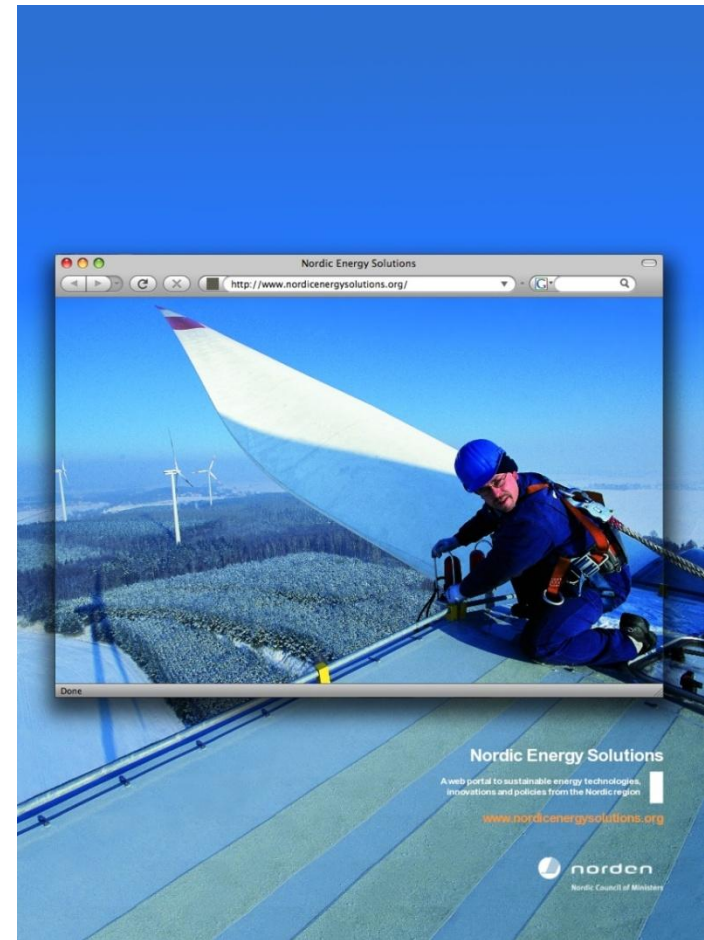 Nordic Energy Solutions
http://www.nordicenergysolutions.org/
Done
Nordic Energy Solutions
A web portal to sustainable energy technologies,
innovations and policies from the Nordic region
www.nordicenergysolutions.org
norden
Nordic Council of Ministers